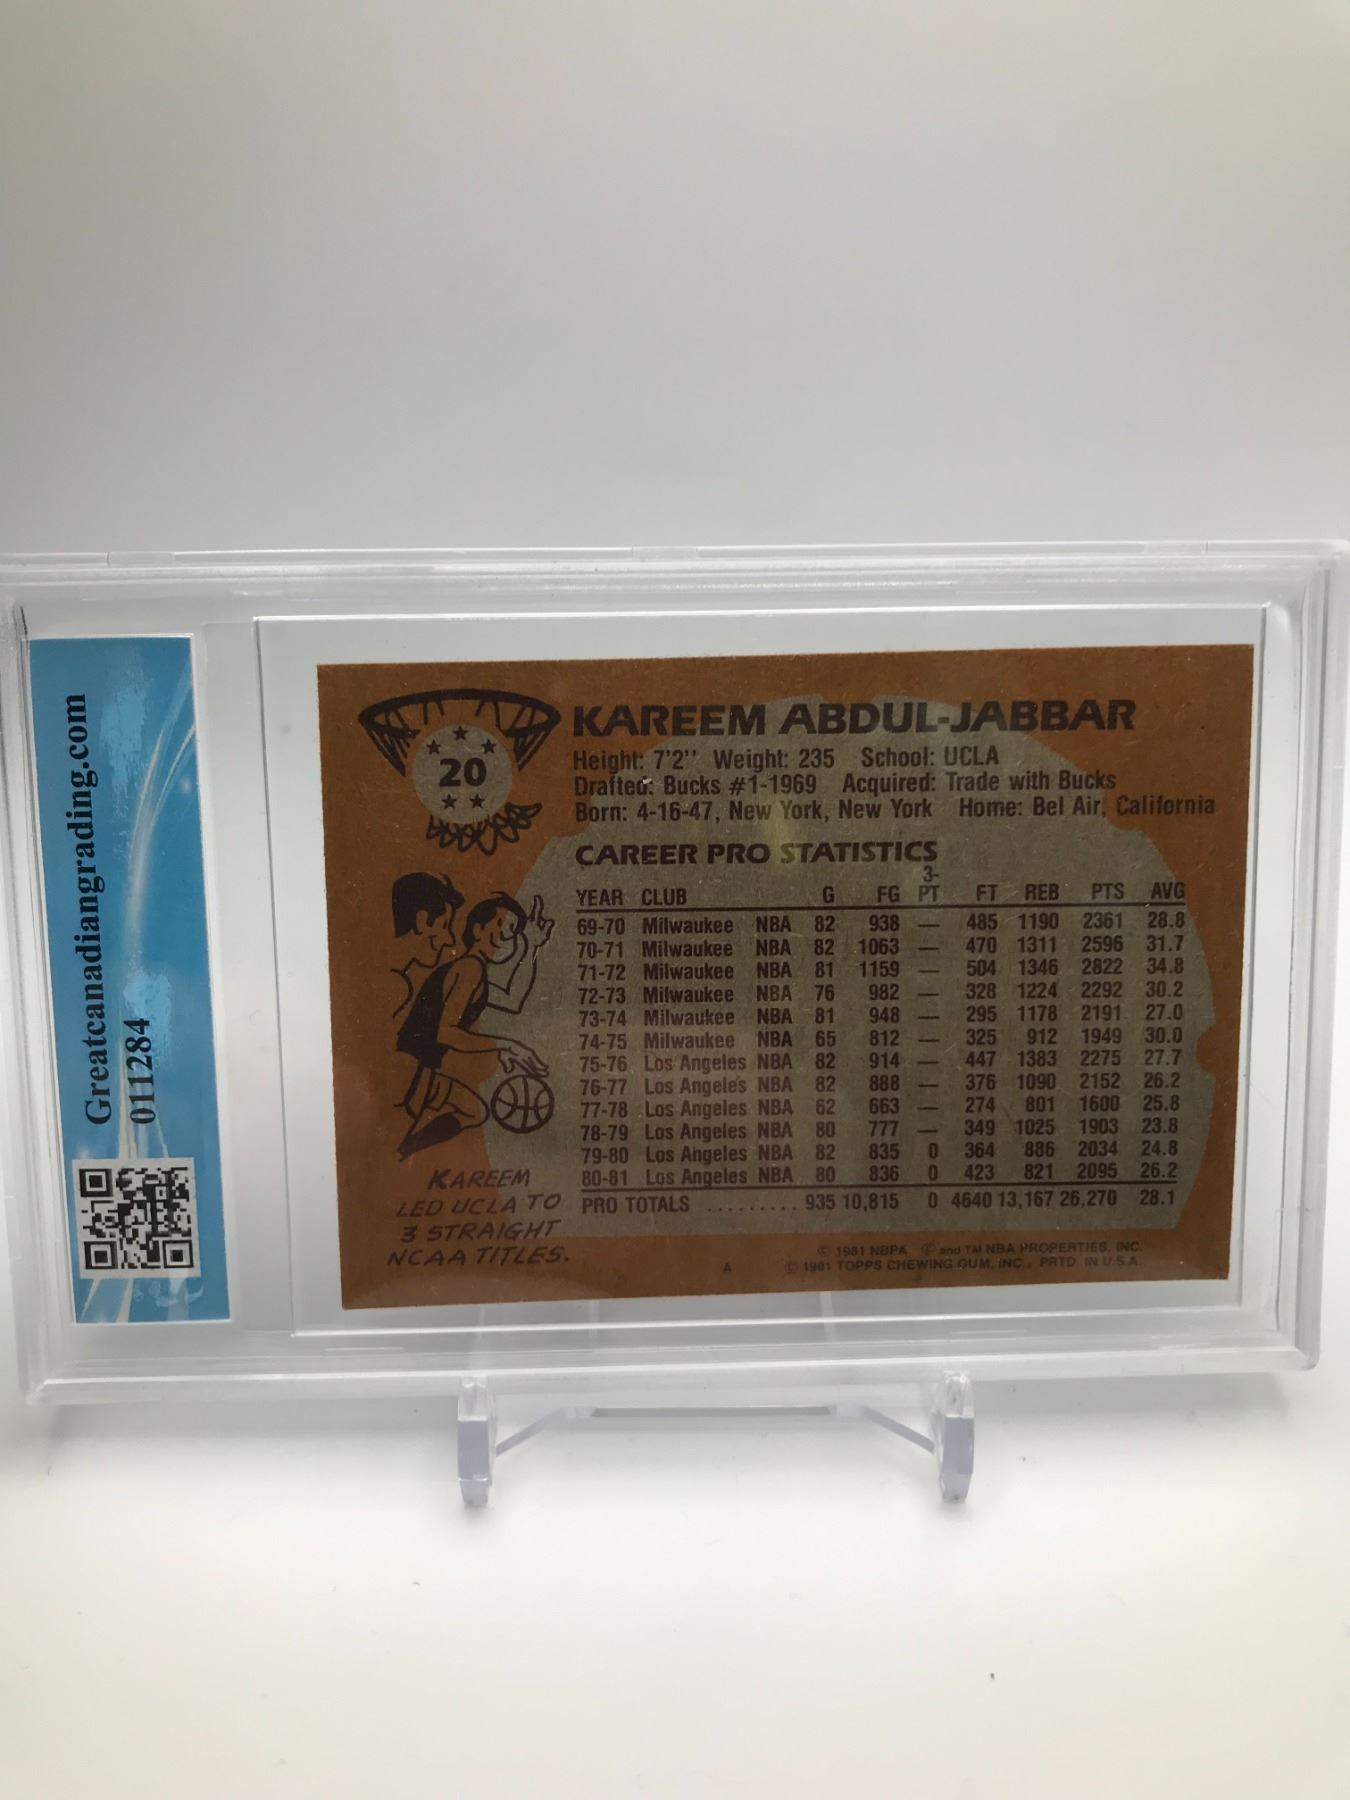 Greatcanadiangrading.com
011284
20
KAREEM ABDUL-JABBAR
Height: 7'2'' Weight: 235 School: UCLA
Drafted: Bucks #1-1969 Acquired: Trade with Bucks
Born: 4-16-47, New York, New York Home: Bel Air, California
CAREER PRO STATISTICS
YEAR CLUB G FG 3-PT FT REB PTS AVG
69-70 Milwaukee NBA 82 938 — 485 1190 2361 28.8
70-71 Milwaukee NBA 82 1063 — 470 1311 2596 31.7
71-72 Milwaukee NBA 81 1159 — 504 1346 2822 34.8
72-73 Milwaukee NBA 76 982 — 328 1224 2292 30.2
73-74 Milwaukee NBA 81 948 — 295 1178 2191 27.0
74-75 Milwaukee NBA 65 812 — 325 912 1949 30.0
75-76 Los Angeles NBA 82 914 — 447 1383 2275 27.7
76-77 Los Angeles NBA 82 888 — 376 1090 2152 26.2
77-78 Los Angeles NBA 62 663 — 274 801 1600 25.8
78-79 Los Angeles NBA 80 777 — 349 1025 1903 23.8
79-80 Los Angeles NBA 82 835 0 364 886 2034 24.8
80-81 Los Angeles NBA 80 836 0 423 821 2095 26.2
PRO TOTALS ......... 935 10,815 0 4640 13,167 26,270 28.1
KAREEM
LED UCLA TO
3 STRAIGHT
NCAA TITLES.
© 1981 NBPA © and TM NBA PROPERTIES, INC.
A © 1981 TOPPS CHEWING GUM, INC., PRTD. IN U.S.A.